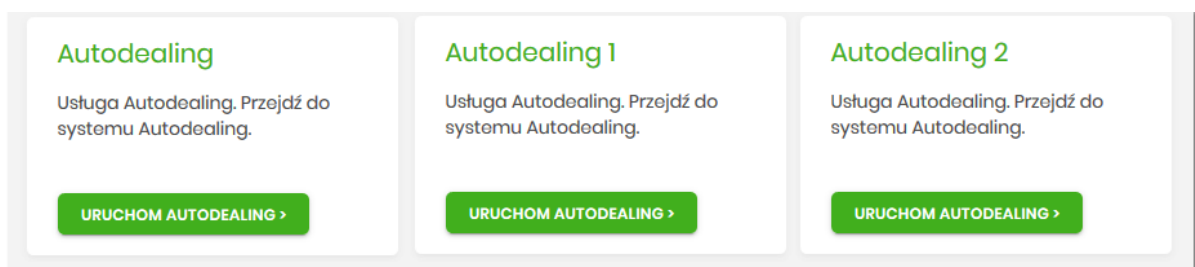 Autodealing
Usługa Autodealing. Przejdź do
systemu Autodealing.
URUCHOM AUTODEALING >
Autodealing 1
Usługa Autodealing. Przejdź do
systemu Autodealing.
URUCHOM AUTODEALING >
Autodealing 2
Usługa Autodealing. Przejdź do
systemu Autodealing.
URUCHOM AUTODEALING >